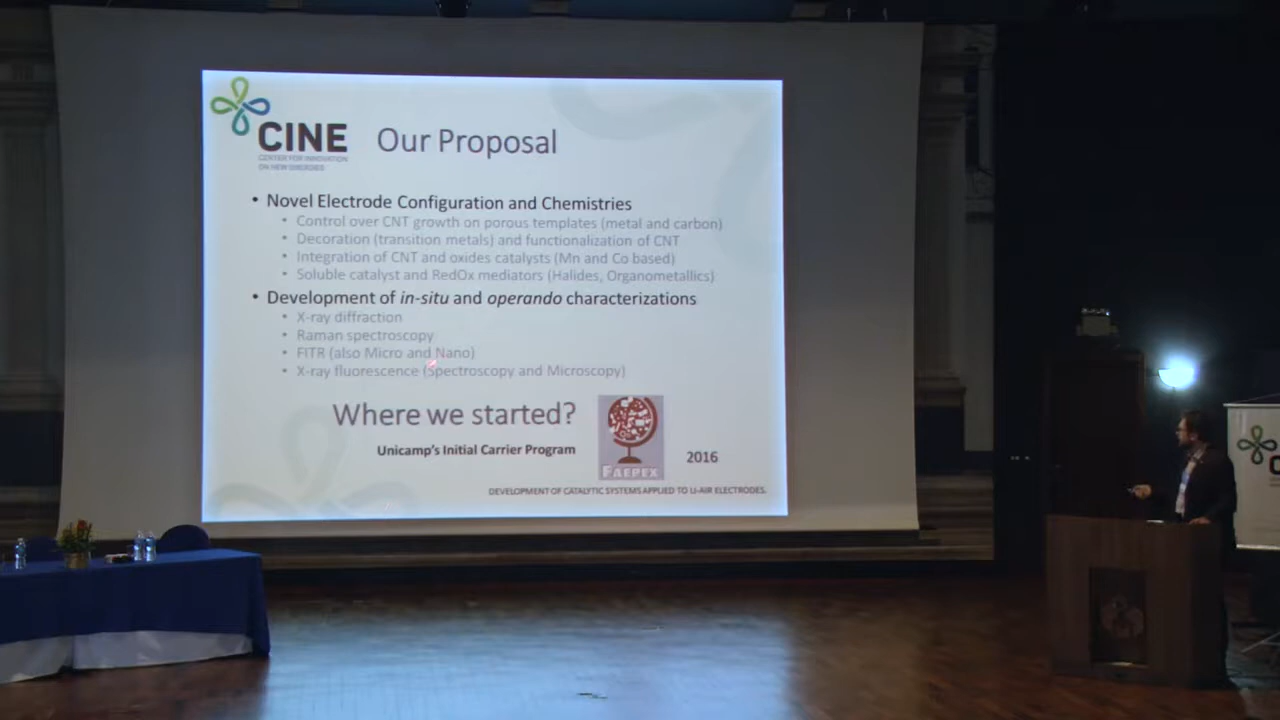 CINE
CENTER FOR INNOVATION
ON NEW ENERGIES
Our Proposal
• Novel Electrode Configuration and Chemistries
• Control over CNT growth on porous templates (metal and carbon)
• Decoration (transition metals) and functionalization of CNT
• Integration of CNT and oxides catalysts (Mn and Co based)
• Soluble catalyst and RedOx mediators (Halides, Organometallics)
• Development of in-situ and operando characterizations
• X-ray diffraction
• Raman spectroscopy
• FITR (also Micro and Nano)
• X-ray fluorescence (Spectroscopy and Microscopy)
Where we started?
Unicamp's Initial Carrier Program
FAEPEX
2016
DEVELOPMENT OF CATALYTIC SYSTEMS APPLIED TO LI-AIR ELECTRODES.